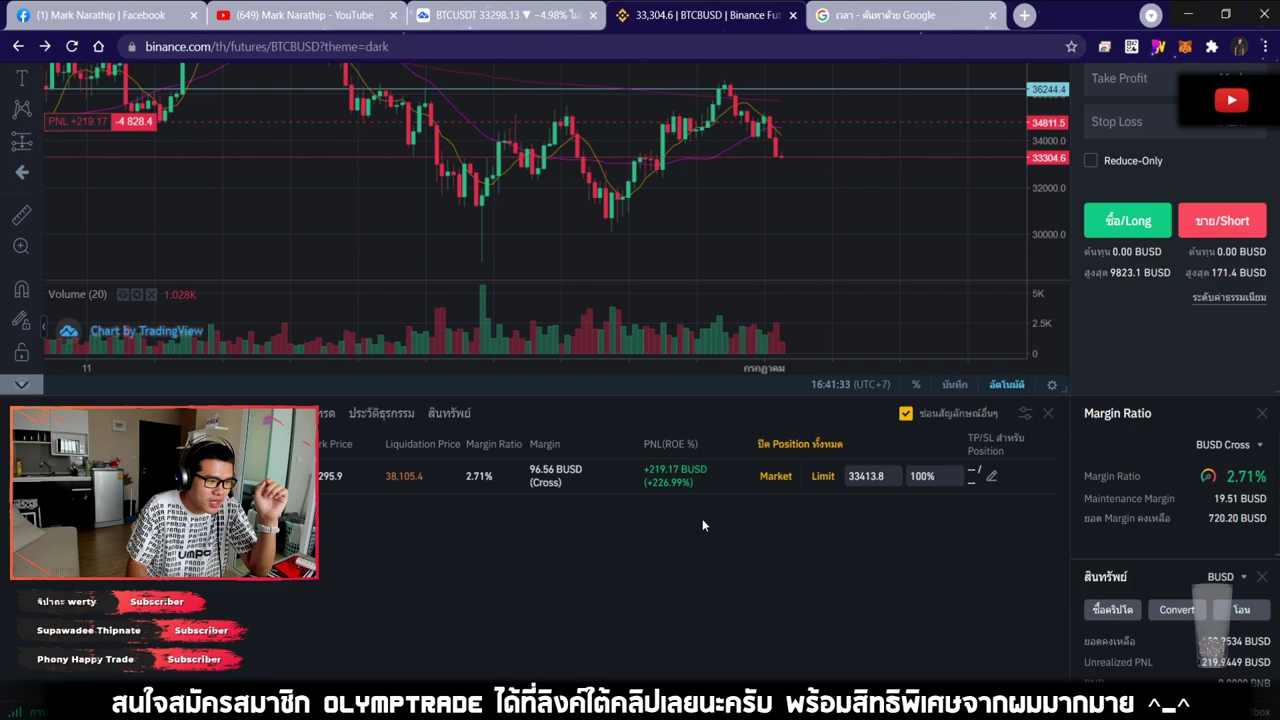 (1) Mark Narathip | Facebook
(649) Mark Narathip - YouTube
BTCUSDT 33298.13 ▼ −4.98%
33,304.6 | BTCBUSD | Binance Fu
เวลา - ค้นหาด้วย Google
binance.com/th/futures/BTCBUSD?theme=dark
Take Profit
Stop Loss
Reduce-Only
36244.4
PNL +219.17
-4 828.4
34811.5
34000.0
33304.6
32000.0
30000.0
ซื้อ/Long
ขาย/Short
ต้นทุน 0.00 BUSD
ต้นทุน 0.00 BUSD
สูงสุด 9823.1 BUSD
สูงสุด 171.4 BUSD
ระดับค่าธรรมเนียม
Volume (20)
1.028K
5K
2.5K
0
Chart by TradingView
11
กรกฎาคม
16:41:33 (UTC+7)
%
บันทึก
อัตโนมัติ
ประวัติธุรกรรม
สินทรัพย์
ซ่อนสัญลักษณ์อื่นๆ
Margin Ratio
rk Price
Liquidation Price
Margin Ratio
Margin
PNL(ROE %)
ปิด Position ทั้งหมด
TP/SL สำหรับ
Position
BUSD Cross
295.9
38,105.4
2.71%
96.56 BUSD
(Cross)
+219.17 BUSD
(+226.99%)
Market
Limit
33413.8
100%
-- /
--
Margin Ratio
2.71%
Maintenance Margin
19.51 BUSD
ยอด Margin คงเหลือ
720.20 BUSD
สินทรัพย์
BUSD
ซื้อคริปโต
Convert
โอน
ยอดคงเหลือ
Unrealized PNL
UMPO
จิปาถะ werty
Subscriber
Supawadee Thipnate
Subscriber
Phony Happy Trade
Subscriber
สนใจสมัครสมาชิก OLYMPTRADE ได้ที่ลิงค์ใต้คลิปเลยนะครับ พร้อมสิทธิพิเศษจากผมมากมาย ^_^